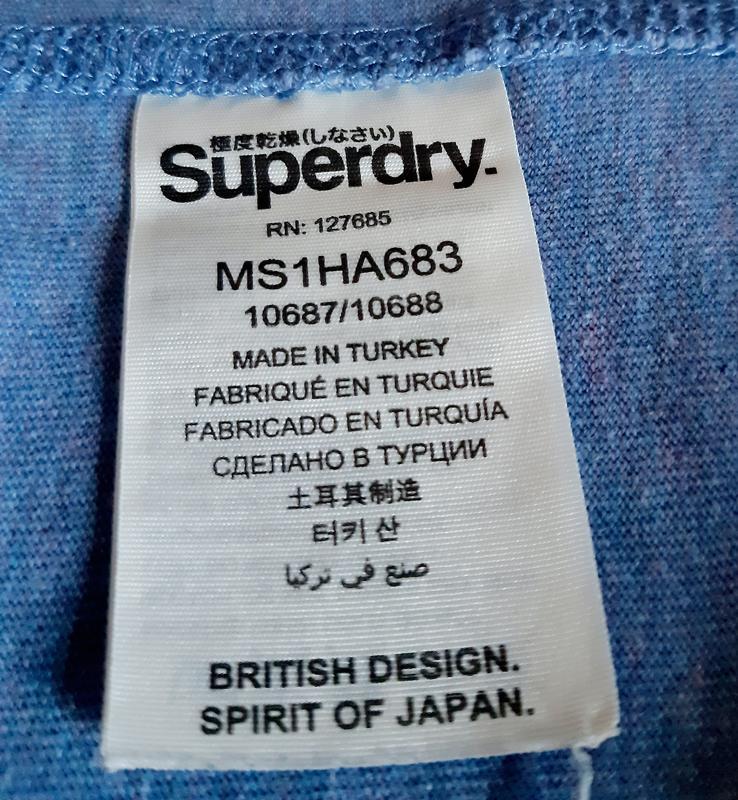 極度乾燥(しなさい)
Superdry.
RN: 127685
MS1HA683
10687/10688
MADE IN TURKEY
FABRIQUÉ EN TURQUIE
FABRICADO EN TURQUÍA
СДЕЛАНО В ТУРЦИИ
土耳其制造
터키 산
صنع في تركيا
BRITISH DESIGN.
SPIRIT OF JAPAN.